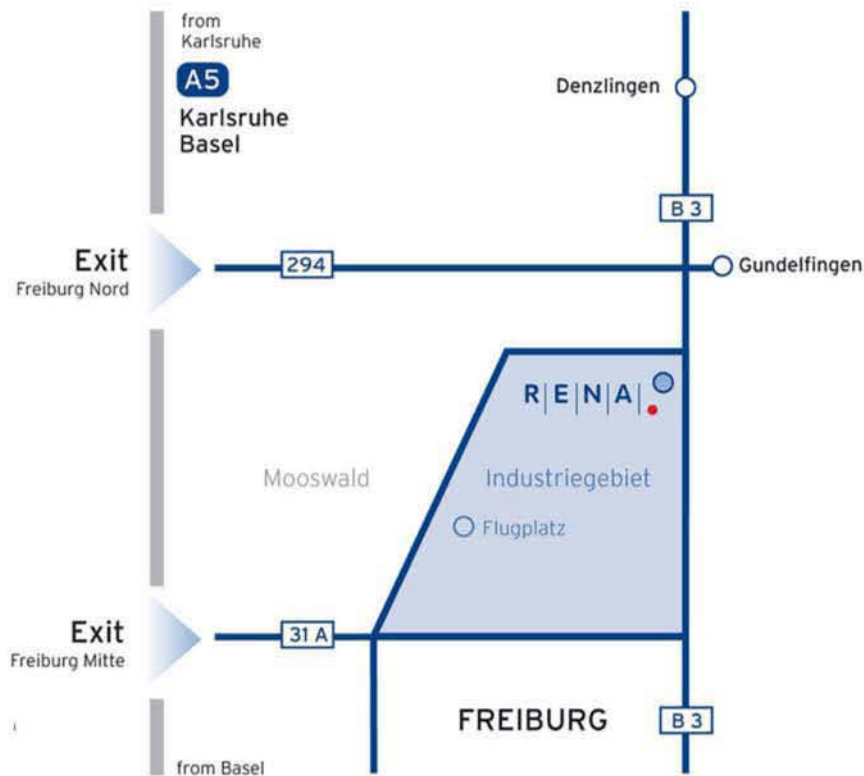 from
Karlsruhe
A5
Karlsruhe
Basel
Denzlingen
B 3
Exit
Freiburg Nord
294
Gundelfingen
R|E|N|A|
Mooswald
Industriegebiet
Flugplatz
Exit
Freiburg Mitte
31 A
FREIBURG
B 3
from Basel